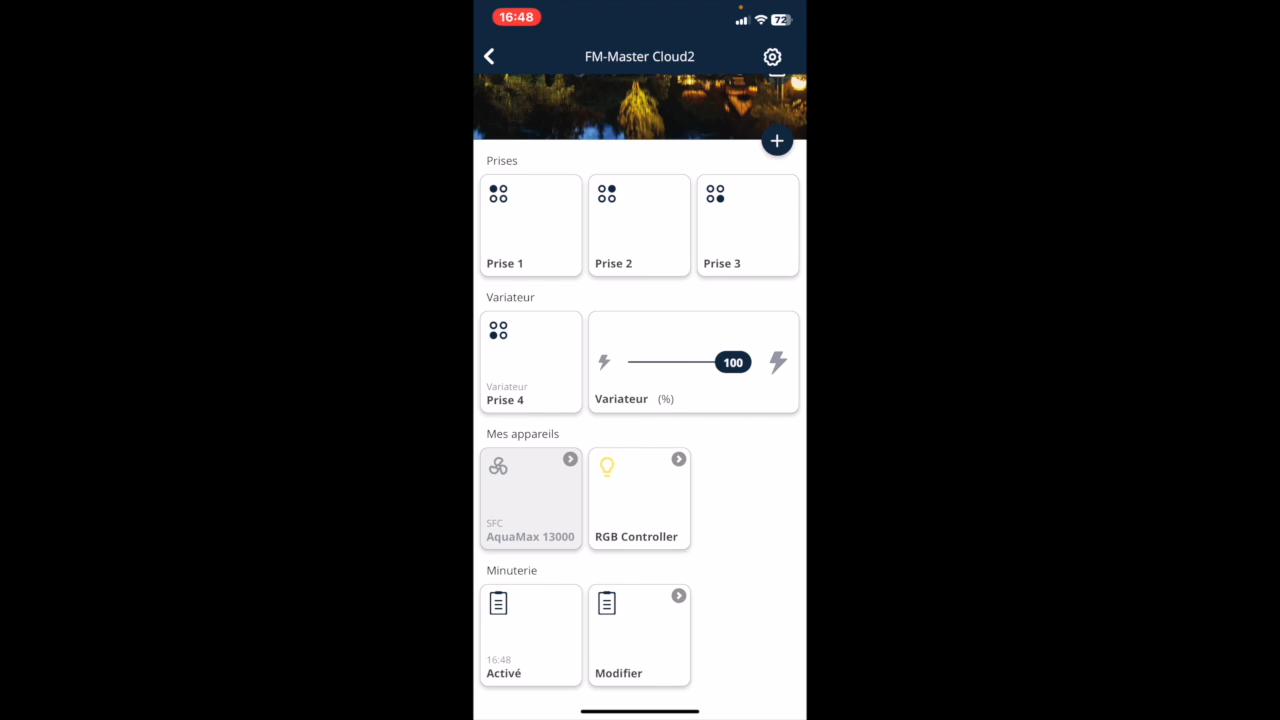 16:48
72
FM-Master Cloud2
Prises
Prise 1
Prise 2
Prise 3
Variateur
Variateur
Prise 4
100
Variateur (%)
Mes appareils
SFC
AquaMax 13000
RGB Controller
Minuterie
16:48
Activé
Modifier